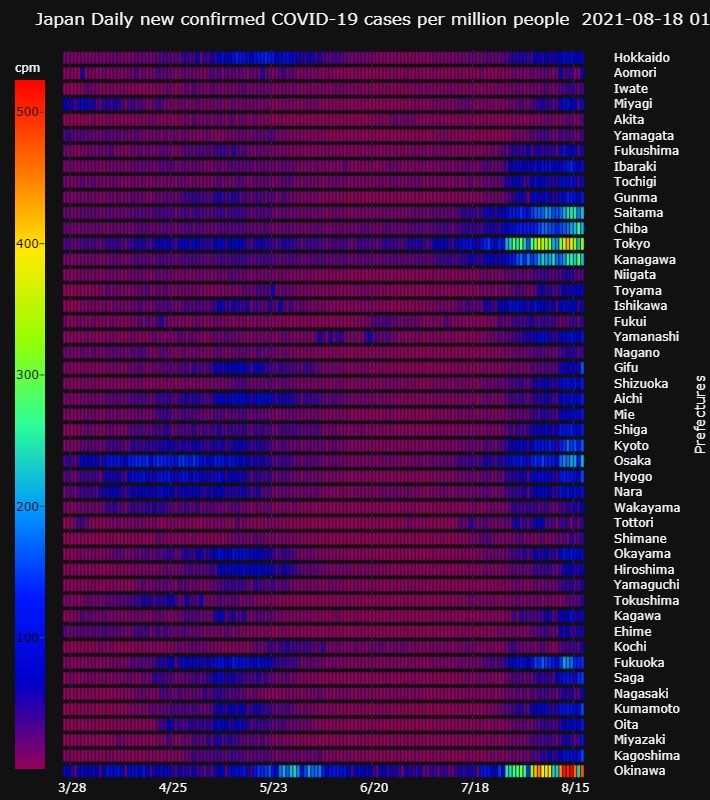 Japan Daily new confirmed COVID-19 cases per million people 2021-08-18 01
cpm
500
400
300
200
100
Hokkaido
Aomori
Iwate
Miyagi
Akita
Yamagata
Fukushima
Ibaraki
Tochigi
Gunma
Saitama
Chiba
Tokyo
Kanagawa
Niigata
Toyama
Ishikawa
Fukui
Yamanashi
Nagano
Gifu
Shizuoka
Aichi
Mie
Shiga
Kyoto
Osaka
Hyogo
Nara
Wakayama
Tottori
Shimane
Okayama
Hiroshima
Yamaguchi
Tokushima
Kagawa
Ehime
Kochi
Fukuoka
Saga
Nagasaki
Kumamoto
Oita
Miyazaki
Kagoshima
Okinawa
Prefectures
3/28 4/25 5/23 6/20 7/18 8/15